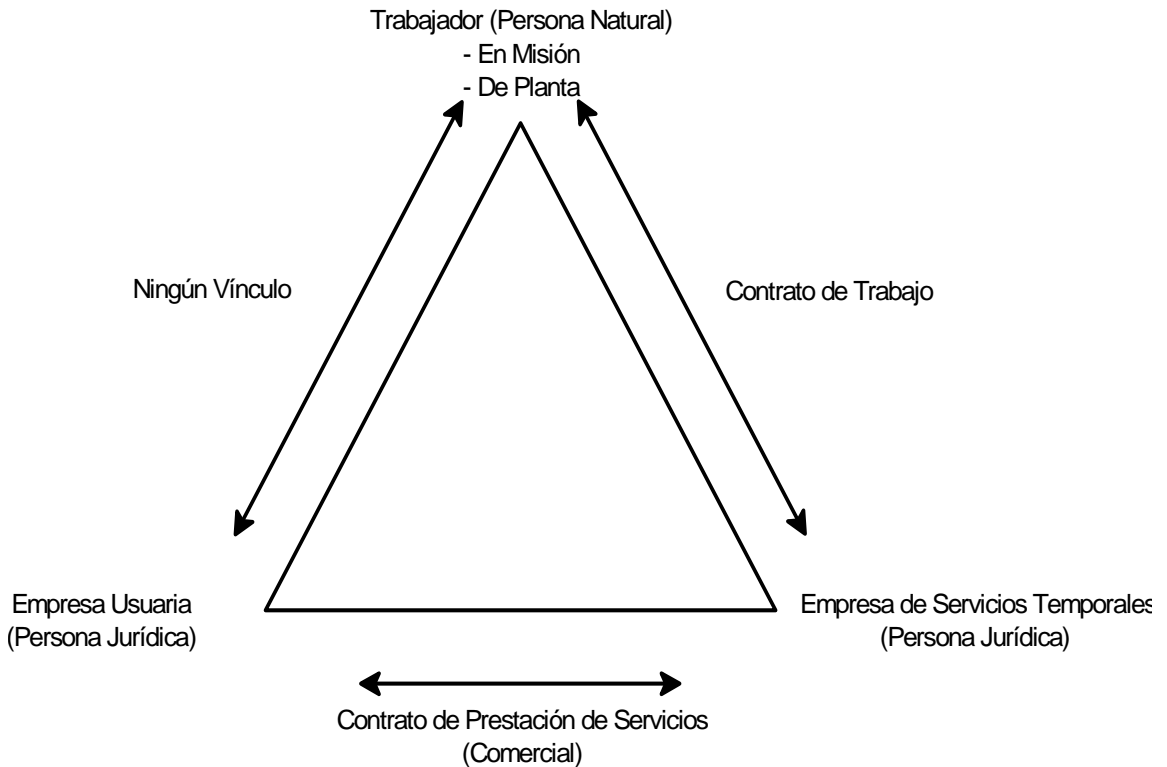 Trabajador (Persona Natural)
- En Misión
- De Planta
Ningún Vínculo
Contrato de Trabajo
Empresa Usuaria
(Persona Jurídica)
Empresa de Servicios Temporales
(Persona Jurídica)
Contrato de Prestación de Servicios
(Comercial)